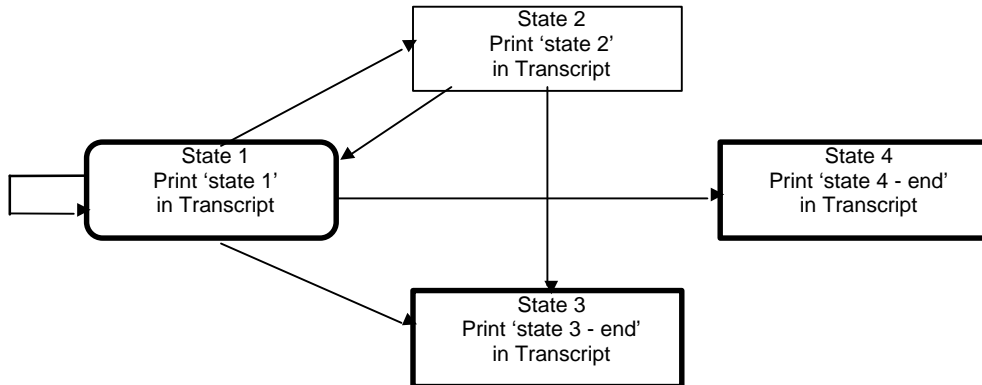 State 2
Print ‘state 2’
in Transcript
State 1
Print ‘state 1’
in Transcript
State 4
Print ‘state 4 - end’
in Transcript
State 3
Print ‘state 3 - end’
in Transcript